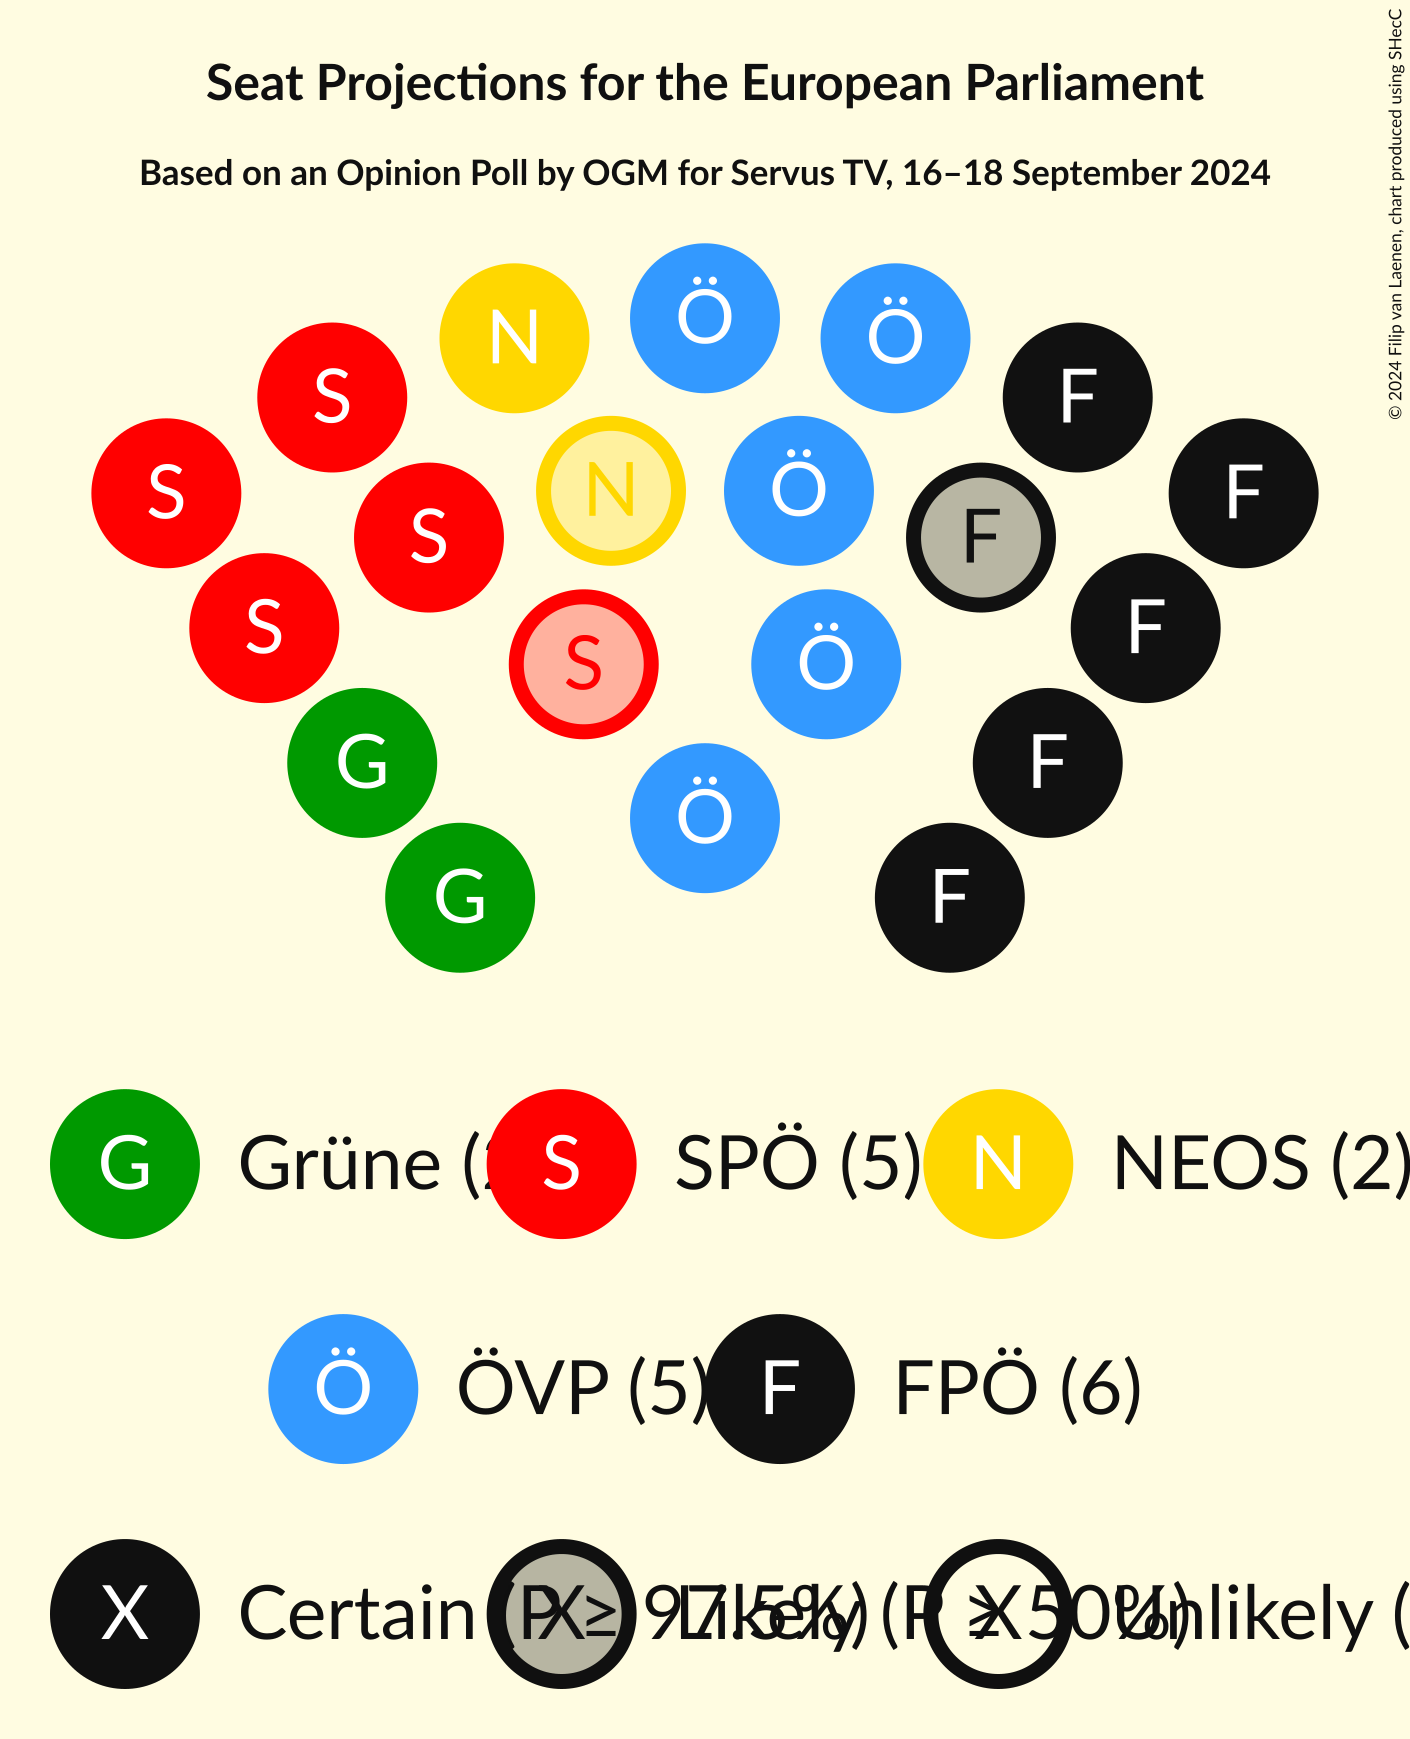 Seat Projections for the European Parliament
Based on an Opinion Poll by OGM for Servus TV, 16–18 September 2024
© 2024 Filip van Laenen, chart produced using SHecC
Ö
N Ö
S F
S N Ö F
S F F
S S Ö F
G F
Ö
G F
G Grüne ( S SPÖ (5) N NEOS (2)
Ö ÖVP (5) F FPÖ (6)
X Certain (P ≥ 97.5%) X Likely (P ≥ 50%) X Unlikely (